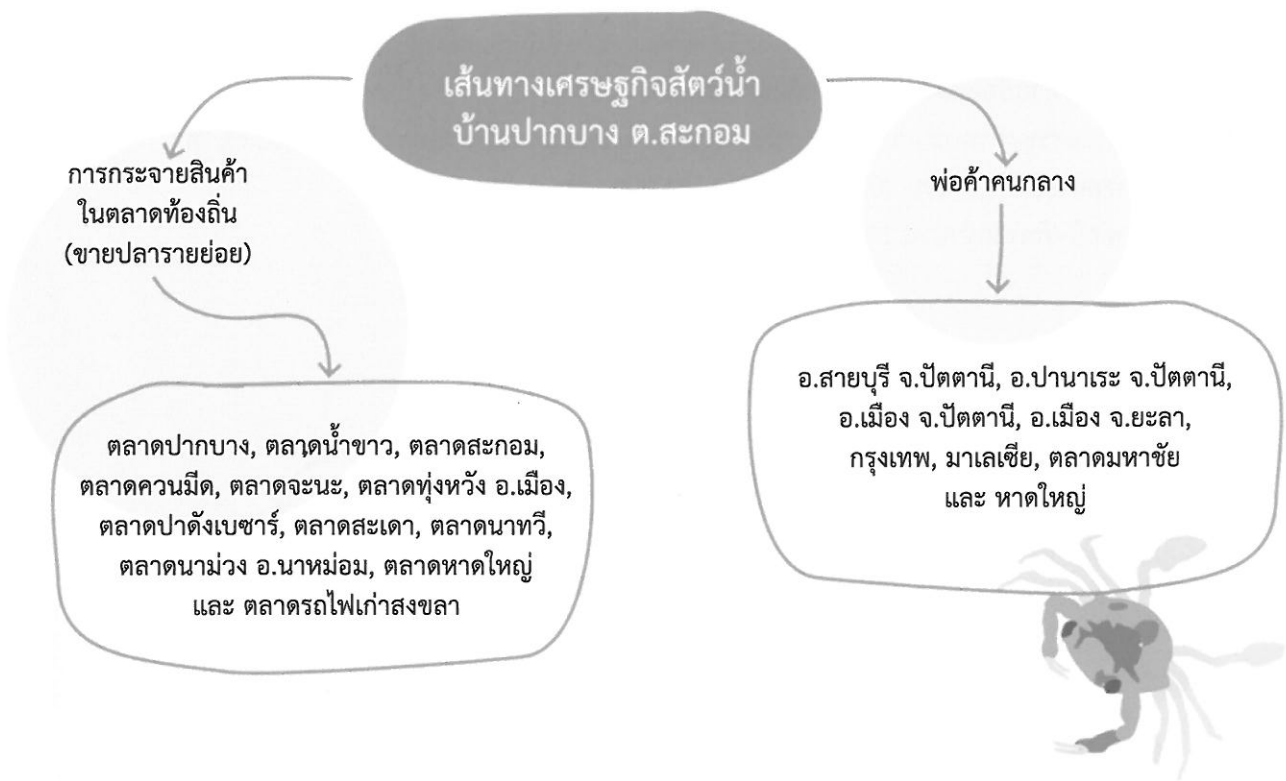 เส้นทางเศรษฐกิจสัตว์น้ำ
บ้านปากบาง ต.สะกอม
การกระจายสินค้า
ในตลาดท้องถิ่น
(ขายปลารายย่อย)
ตลาดปากบาง, ตลาดน้ำขาว, ตลาดสะกอม,
ตลาดควนมีด, ตลาดจะนะ, ตลาดทุ่งหวัง อ.เมือง,
ตลาดปาดังเบซาร์, ตลาดสะเดา, ตลาดนาทวี,
ตลาดนาม่วง อ.นาหม่อม, ตลาดหาดใหญ่
และ ตลาดรถไฟเก่าสงขลา
พ่อค้าคนกลาง
อ.สายบุรี จ.ปัตตานี, อ.ปานาเระ จ.ปัตตานี,
อ.เมือง จ.ปัตตานี, อ.เมือง จ.ยะลา,
กรุงเทพ, มาเลเซีย, ตลาดมหาชัย
และ หาดใหญ่